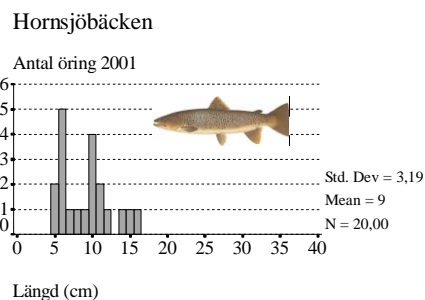 Hornsjöbäcken
Antal öring 2001
6
5
4
3
2
1
0
0 5 10 15 20 25 30 35 40
Std. Dev = 3,19
Mean = 9
N = 20,00
Längd (cm)